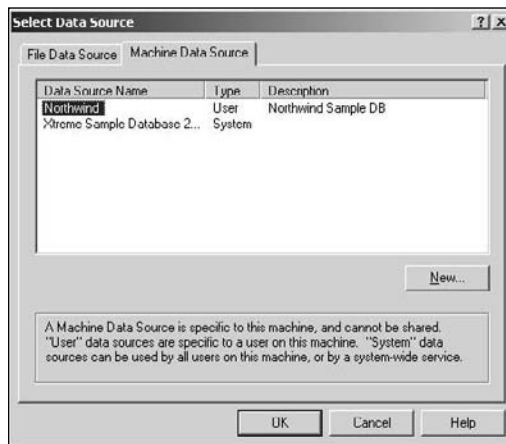 Select Data Source
? X
File Data Source Machine Data Source
Data Source Name Type Description
Northwind User Northwind Sample DB
Xtreme Sample Database 2... System
New...
A Machine Data Source is specific to this machine, and cannot be shared.
"User" data sources are specific to a user on this machine. "System" data
sources can be used by all users on this machine, or by a system-wide service.
OK Cancel Help